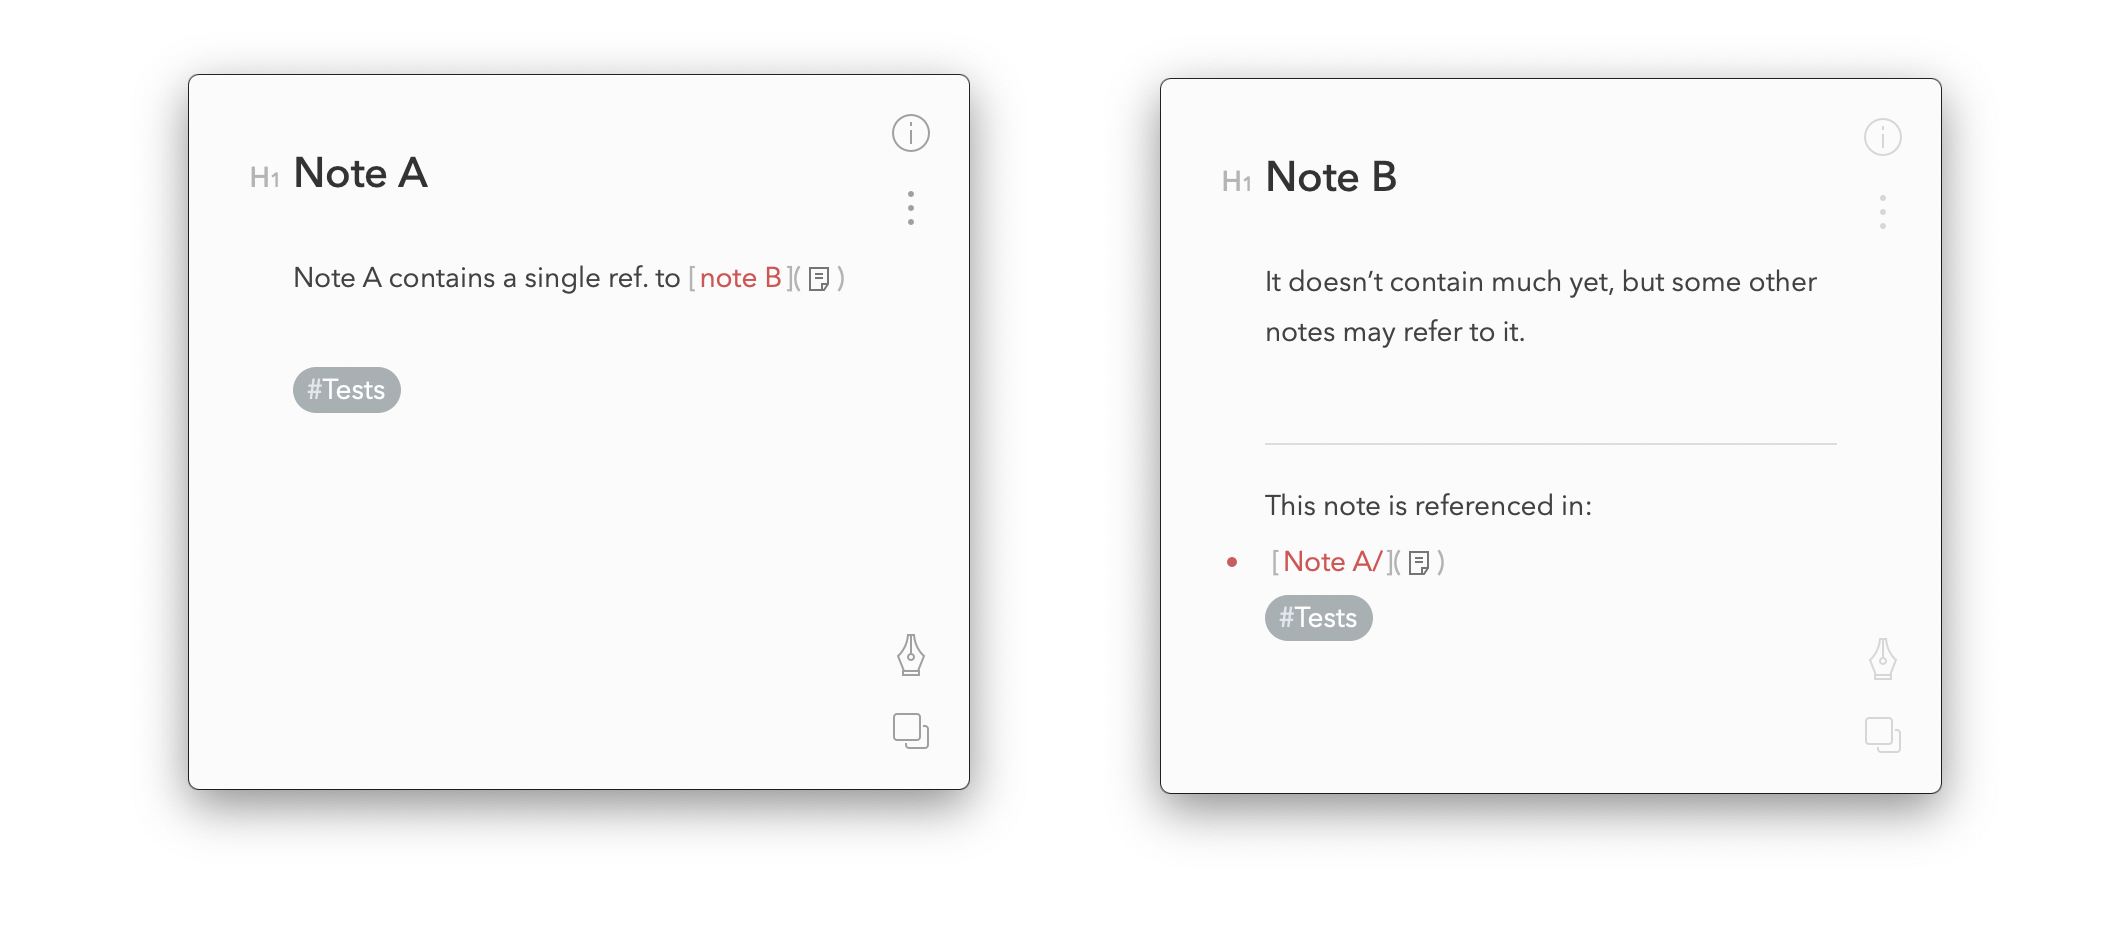 H1 Note A
Note A contains a single ref. to [note B]()
#Tests
H1 Note B
It doesn’t contain much yet, but some other
notes may refer to it.
This note is referenced in:
• [Note A/]()
#Tests